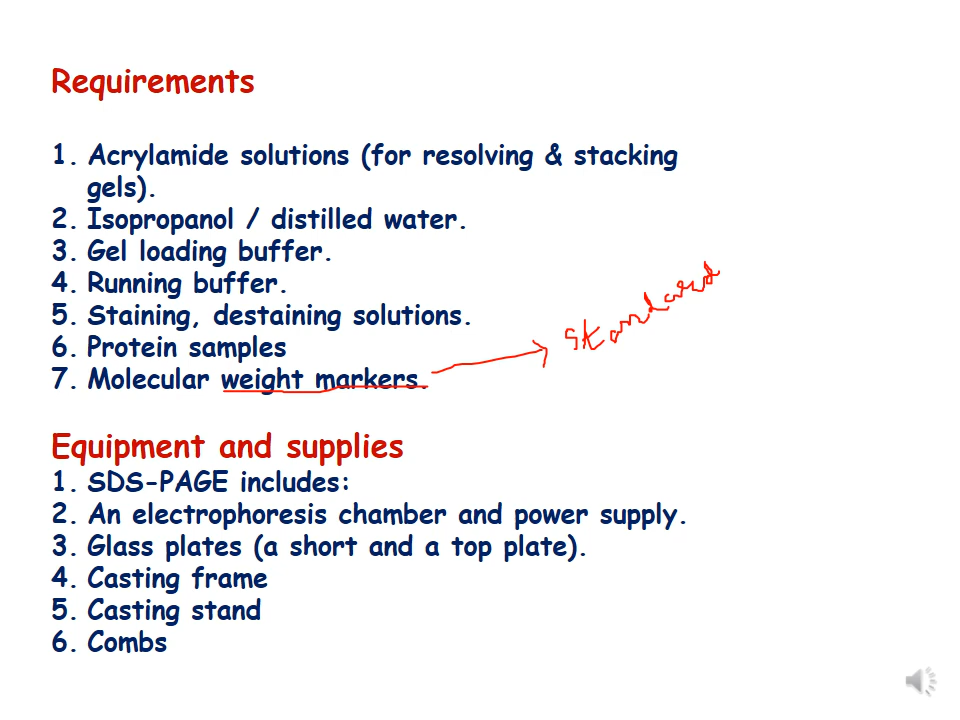 Requirements
1. Acrylamide solutions (for resolving & stacking
gels).
2. Isopropanol / distilled water.
3. Gel loading buffer.
4. Running buffer.
5. Staining, destaining solutions.
6. Protein samples
7. Molecular weight markers.
Standard
Equipment and supplies
1. SDS-PAGE includes:
2. An electrophoresis chamber and power supply.
3. Glass plates (a short and a top plate).
4. Casting frame
5. Casting stand
6. Combs